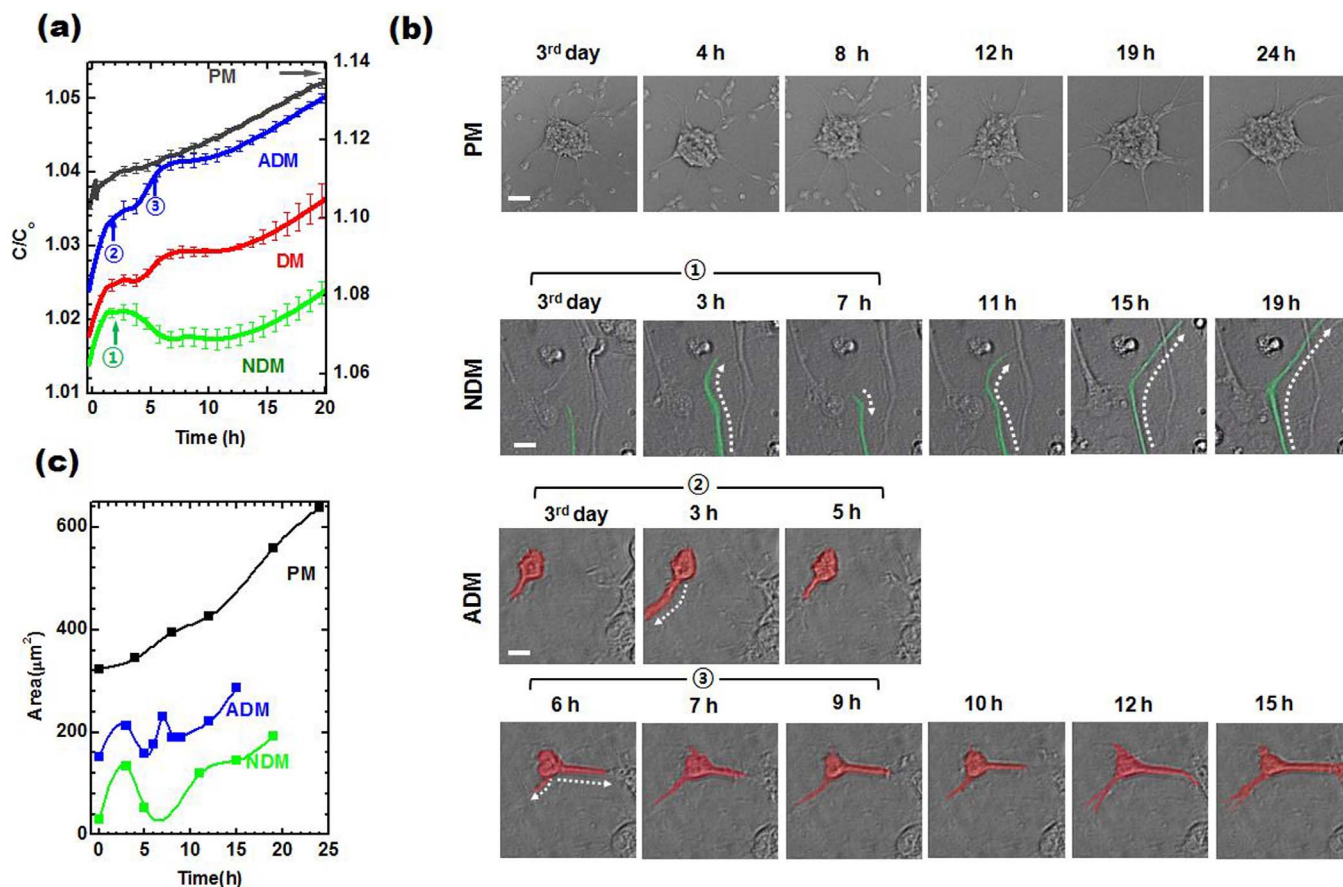 (a)
1.05
1.04
1.03
1.02
1.01
C/Cₒ
1.14
1.12
1.10
1.08
1.06
PM
ADM
DM
NDM
②
③
①
0 5 10 15 20
Time (h)
(b)
3rd day 4 h 8 h 12 h 19 h 24 h
PM
①
3rd day 3 h 7 h 11 h 15 h 19 h
NDM
②
3rd day 3 h 5 h
ADM
③
6 h 7 h 9 h 10 h 12 h 15 h
(c)
600
400
200
0
Area(μm²)
PM
ADM
NDM
0 5 10 15 20 25
Time(h)